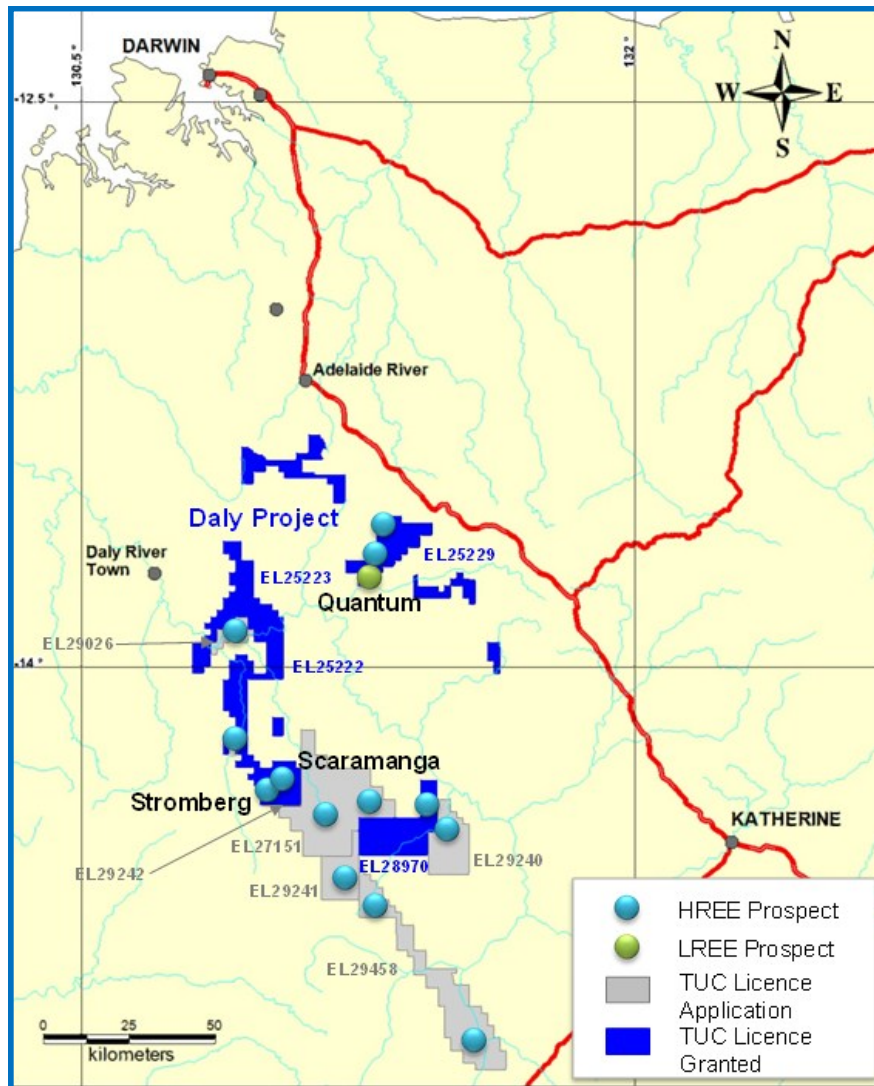 DARWIN
130.5 °
132 °
N
W E
S
-12.5 °
Adelaide River
Daly Project
Daly River
Town
EL25229
EL25223
Quantum
EL29026
-14 °
EL25222
Scaramanga
Stromberg
KATHERINE
EL27151
EL28970
EL29240
EL29242
EL29241
EL29458
HREE Prospect
LREE Prospect
TUC Licence
Application
TUC Licence
Granted
0 25 50
kilometers